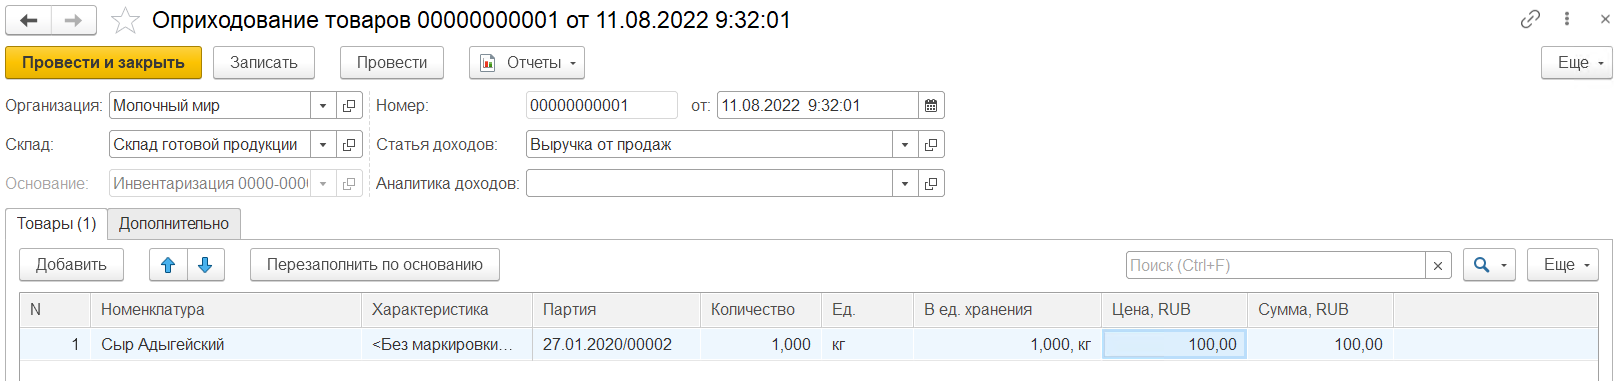 Оприходование товаров 00000000001 от 11.08.2022 9:32:01
Провести и закрыть Записать Провести Отчеты Еще
Организация: Молочный мир Номер: 00000000001 от: 11.08.2022 9:32:01
Склад: Склад готовой продукции Статья доходов: Выручка от продаж
Основание: Инвентаризация 0000-000 Аналитика доходов:
Товары (1) Дополнительно
Добавить Перезаполнить по основанию Поиск (Ctrl+F) Еще
N Номенклатура Характеристика Партия Количество Ед. В ед. хранения Цена, RUB Сумма, RUB
1 Сыр Адыгейский <Без маркировки... 27.01.2020/00002 1,000 кг 1,000, кг 100,00 100,00